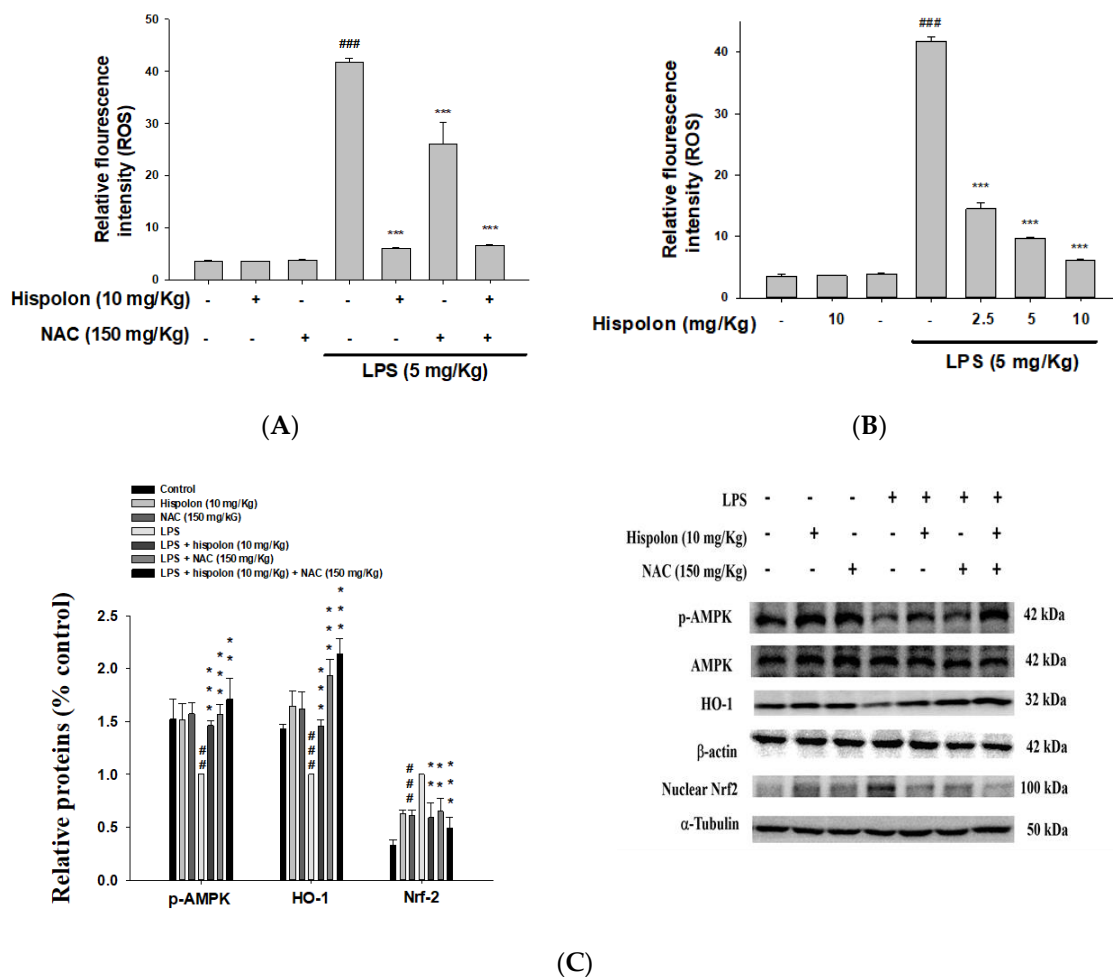 50
40
30
20
10
0
Relative flourescence
intensity (ROS)
###
***
***
***
Hispolon (10 mg/Kg) - + - - + - +
NAC (150 mg/Kg) - - + - - + +
LPS (5 mg/Kg)
(A)
40
20
0
Relative flourescence
intensity (ROS)
###
***
***
***
Hispolon (mg/Kg) - 10 - - 2.5 5 10
LPS (5 mg/Kg)
(B)
Control
Hispolon (10 mg/Kg)
NAC (150 mg/kG)
LPS
LPS + hispolon (10 mg/Kg)
LPS + NAC (150 mg/Kg)
LPS + hispolon (10 mg/Kg) + NAC (150 mg/Kg)
2.5
2.0
1.5
1.0
0.5
0.0
Relative proteins (% control)
##
***
***
**
###
***
***
***
###
**
**
***
p-AMPK HO-1 Nrf-2
LPS - - - + + + +
Hispolon (10 mg/Kg) - + - - + - +
NAC (150 mg/Kg) - - + - - + +
p-AMPK 42 kDa
AMPK 42 kDa
HO-1 32 kDa
β-actin 42 kDa
Nuclear Nrf2 100 kDa
α-Tubulin 50 kDa
(C)